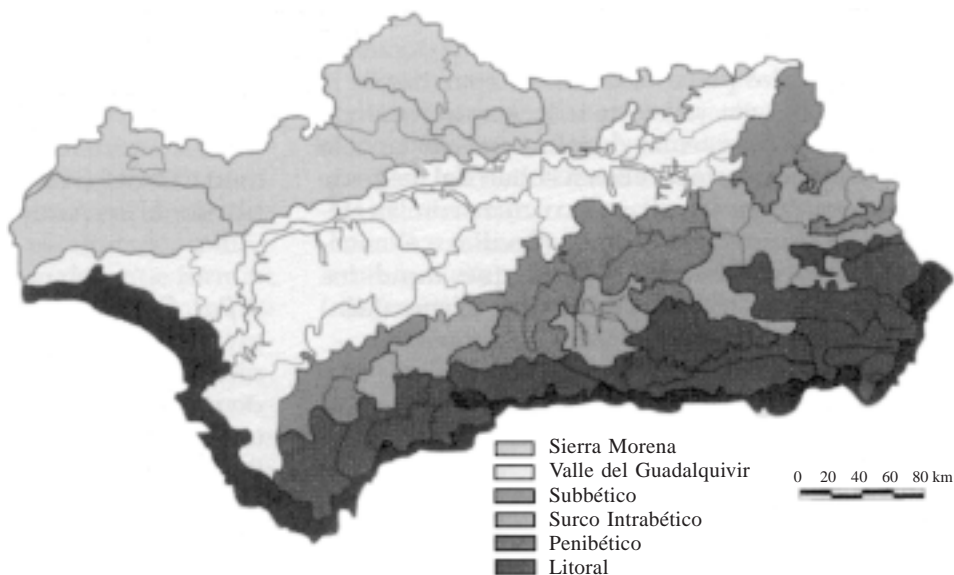 Sierra Morena
Valle del Guadalquivir
Subbético
Surco Intrabético
Penibético
Litoral
0 20 40 60 80 km